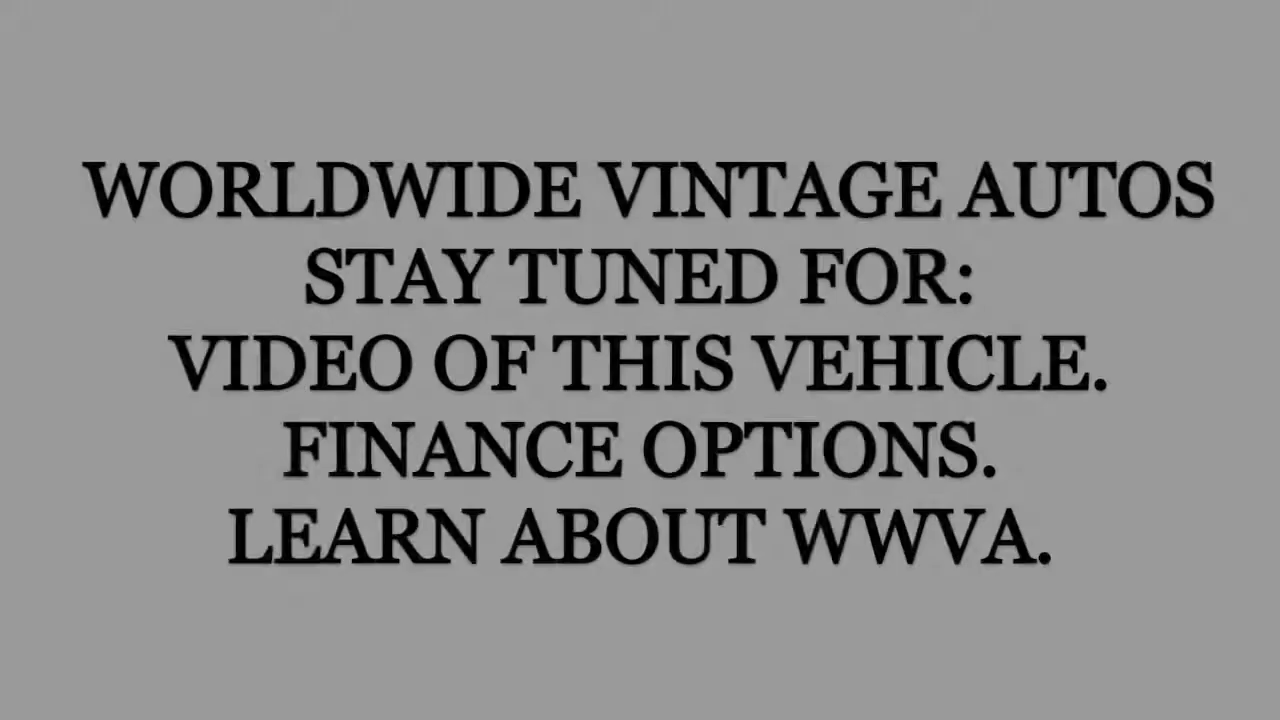 WORLDWIDE VINTAGE AUTOS
STAY TUNED FOR:
VIDEO OF THIS VEHICLE.
FINANCE OPTIONS.
LEARN ABOUT WWVA.